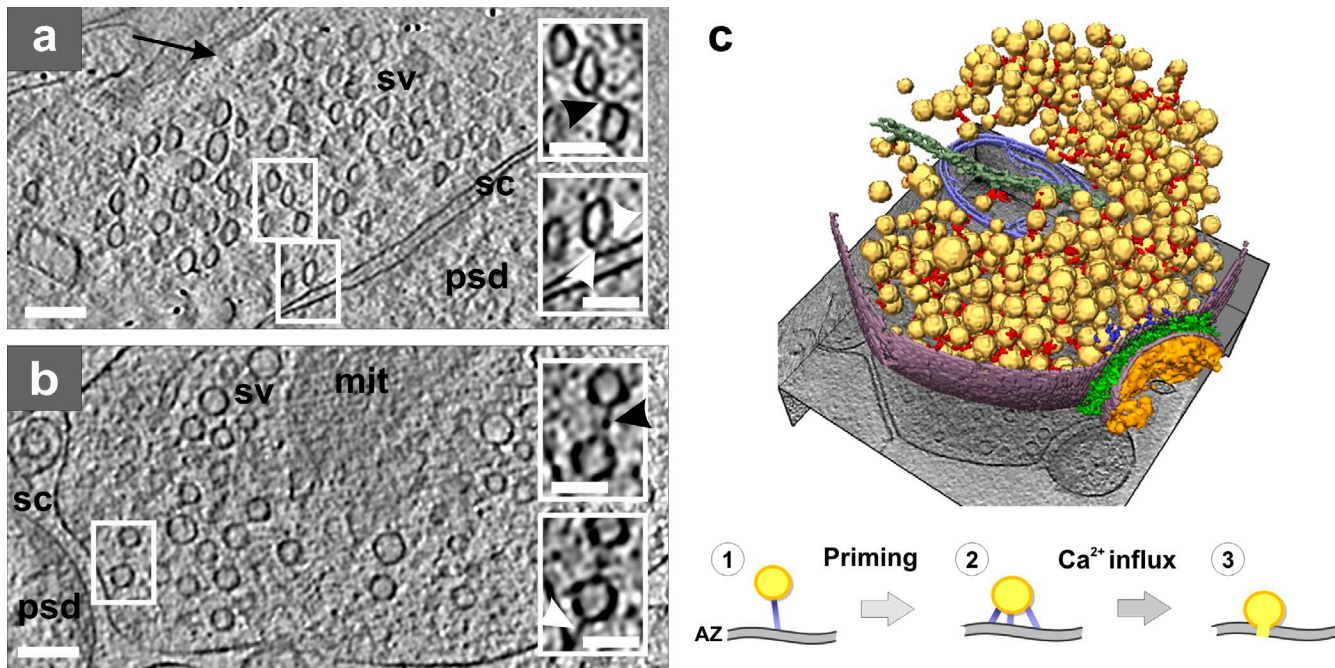 a
sv
sc
psd
b
sv
mit
sc
psd
c
1 Priming 2 Ca²⁺ influx 3
AZ